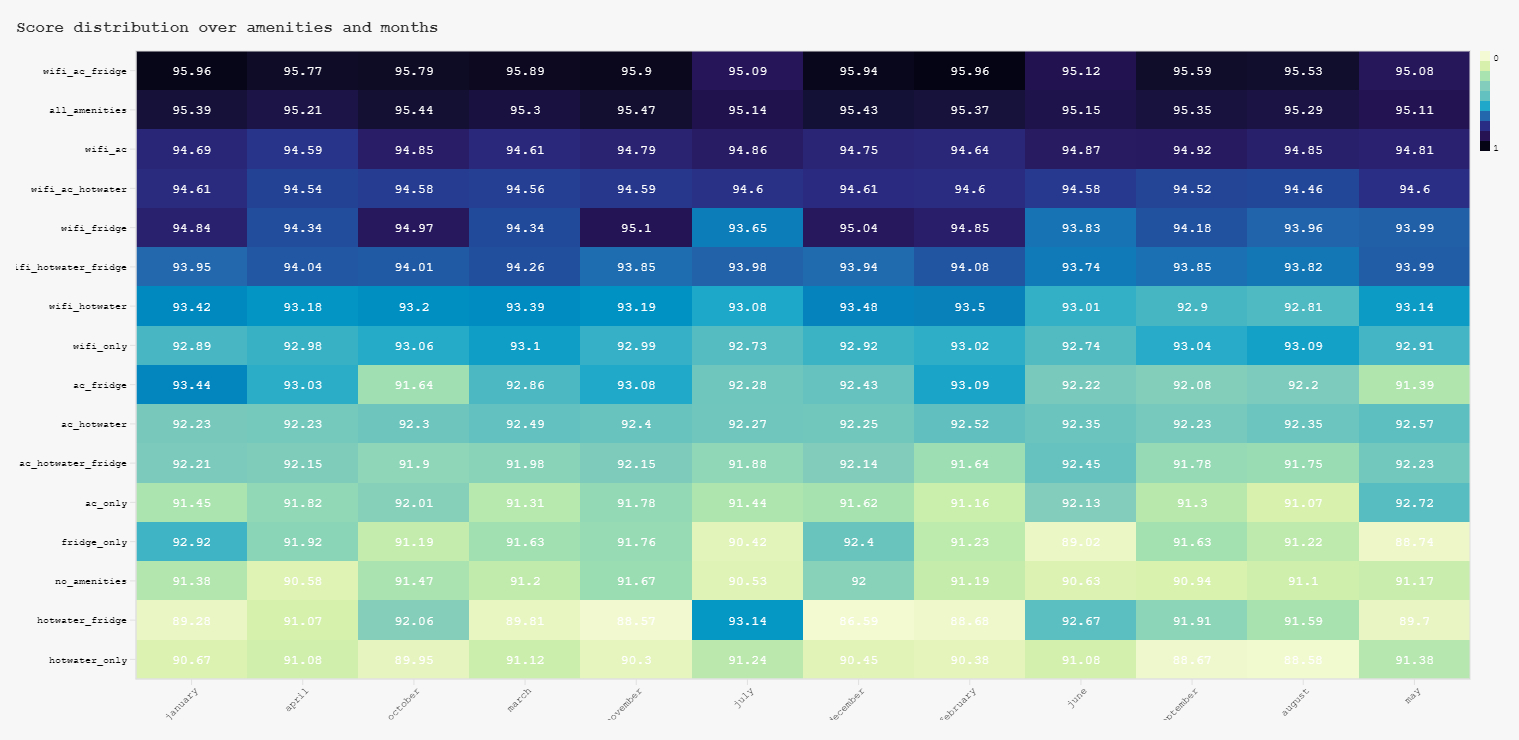 Score distribution over amenities and months
wifi_ac_fridge 95.96 95.77 95.79 95.89 95.9 95.09 95.94 95.96 95.12 95.59 95.53 95.08
all_amenities 95.39 95.21 95.44 95.3 95.47 95.14 95.43 95.37 95.15 95.35 95.29 95.11
wifi_ac 94.69 94.59 94.85 94.61 94.79 94.86 94.75 94.64 94.87 94.92 94.85 94.81
wifi_ac_hotwater 94.61 94.54 94.58 94.56 94.59 94.6 94.61 94.6 94.58 94.52 94.46 94.6
wifi_fridge 94.84 94.34 94.97 94.34 95.1 93.65 95.04 94.85 93.83 94.18 93.96 93.99
ifi_hotwater_fridge 93.95 94.04 94.01 94.26 93.85 93.98 93.94 94.08 93.74 93.85 93.82 93.99
wifi_hotwater 93.42 93.18 93.2 93.39 93.19 93.08 93.48 93.5 93.01 92.9 92.81 93.14
wifi_only 92.89 92.98 93.06 93.1 92.99 92.73 92.92 93.02 92.74 93.04 93.09 92.91
ac_fridge 93.44 93.03 91.64 92.86 93.08 92.28 92.43 93.09 92.22 92.08 92.2 91.39
ac_hotwater 92.23 92.23 92.3 92.49 92.4 92.27 92.25 92.52 92.35 92.23 92.35 92.57
ac_hotwater_fridge 92.21 92.15 91.9 91.98 92.15 91.88 92.14 91.64 92.45 91.78 91.75 92.23
ac_only 91.45 91.82 92.01 91.31 91.78 91.44 91.62 91.16 92.13 91.3 91.07 92.72
fridge_only 92.92 91.92 91.19 91.63 91.76 90.42 92.4 91.23 89.02 91.63 91.22 88.74
no_amenities 91.38 90.58 91.47 91.2 91.67 90.53 92 91.19 90.63 90.94 91.1 91.17
hotwater_fridge 89.28 91.07 92.06 89.81 88.57 93.14 86.59 88.68 92.67 91.91 91.59 89.7
hotwater_only 90.67 91.08 89.95 91.12 90.3 91.24 90.45 90.38 91.08 88.67 88.58 91.38
january april october march ovember july december february june ptember august may
0
1